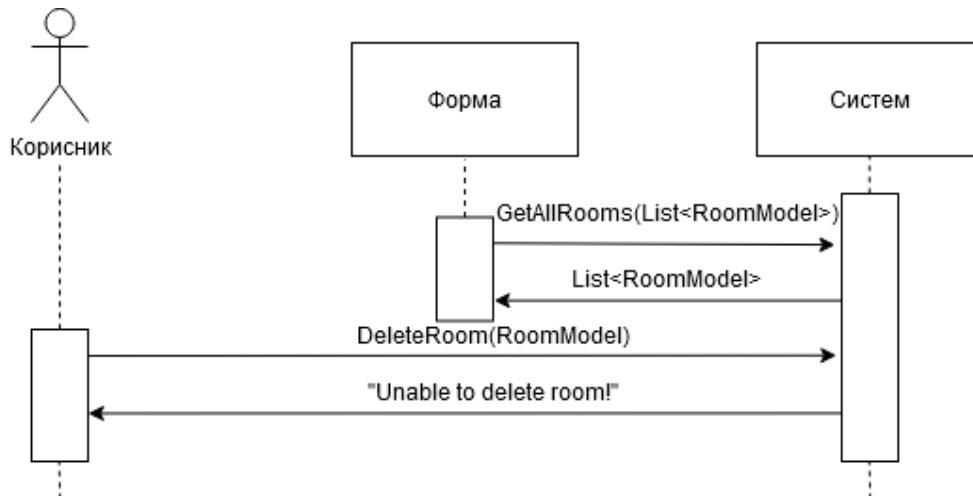 Форма
Систем
Корисник
GetAllRooms(List<RoomModel>)
List<RoomModel>
DeleteRoom(RoomModel)
"Unable to delete room!"